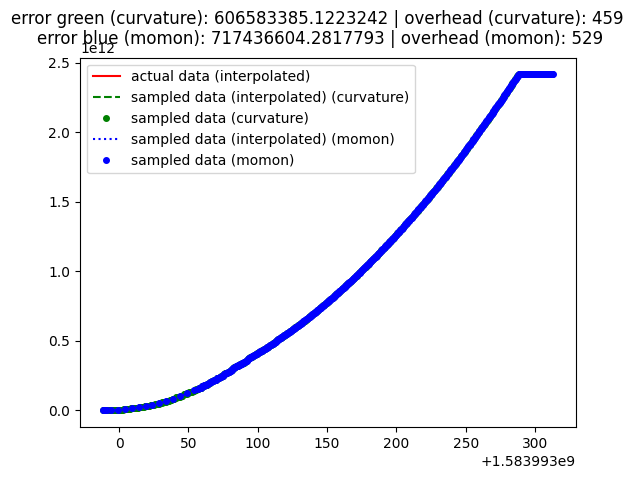 error green (curvature): 606583385.1223242 | overhead (curvature): 459
error blue (momon): 717436604.2817793 | overhead (momon): 529
1e12
actual data (interpolated)
sampled data (interpolated) (curvature)
sampled data (curvature)
sampled data (interpolated) (momon)
sampled data (momon)
2.5
2.0
1.5
1.0
0.5
0.0
0 50 100 150 200 250 300
+1.583993e9